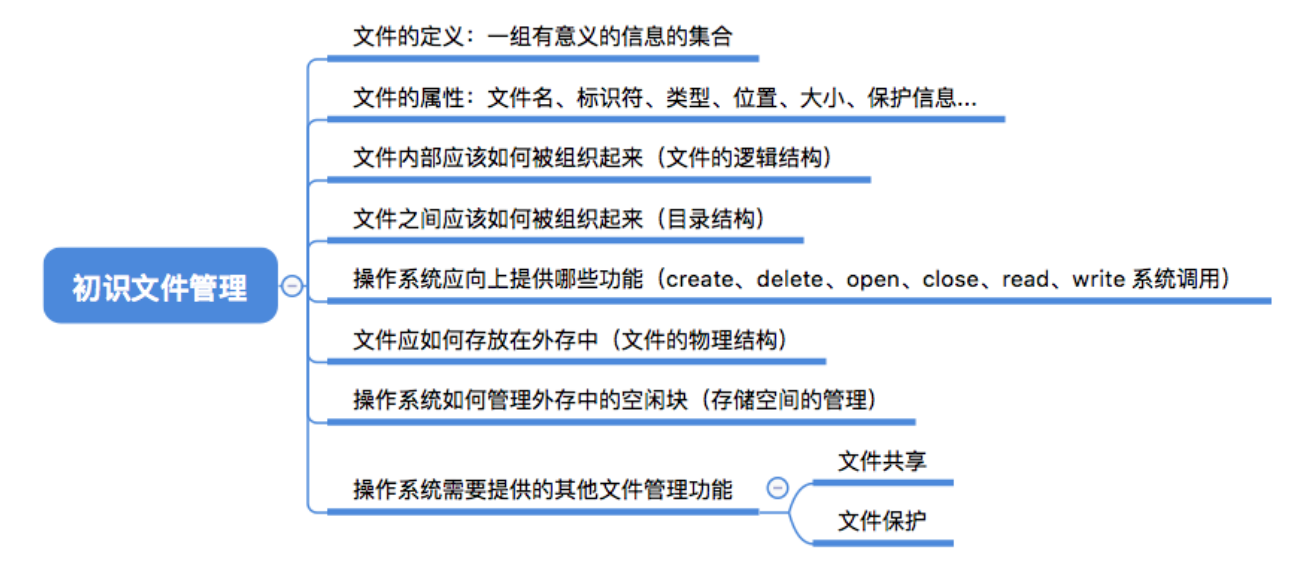 文件的定义：一组有意义的信息的集合
文件的属性：文件名、标识符、类型、位置、大小、保护信息...
文件内部应该如何被组织起来（文件的逻辑结构）
文件之间应该如何被组织起来（目录结构）
初识文件管理
操作系统应向上提供哪些功能（create、delete、open、close、read、write 系统调用）
文件应如何存放在外存中（文件的物理结构）
操作系统如何管理外存中的空闲块（存储空间的管理）
操作系统需要提供的其他文件管理功能
文件共享
文件保护